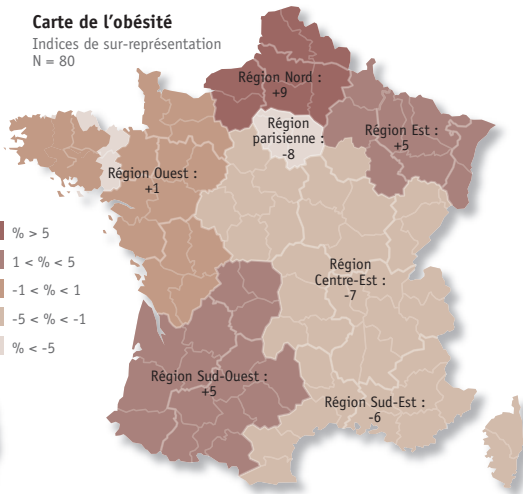 Carte de l'obésité
Indices de sur-représentation
N = 80
Région Nord :
+9
Région
parisienne :
-8
Région Est :
+5
Région Ouest :
+1
% > 5
1 < % < 5
-1 < % < 1
-5 < % < -1
% < -5
Région
Centre-Est :
-7
Région Sud-Ouest :
+5
Région Sud-Est :
-6